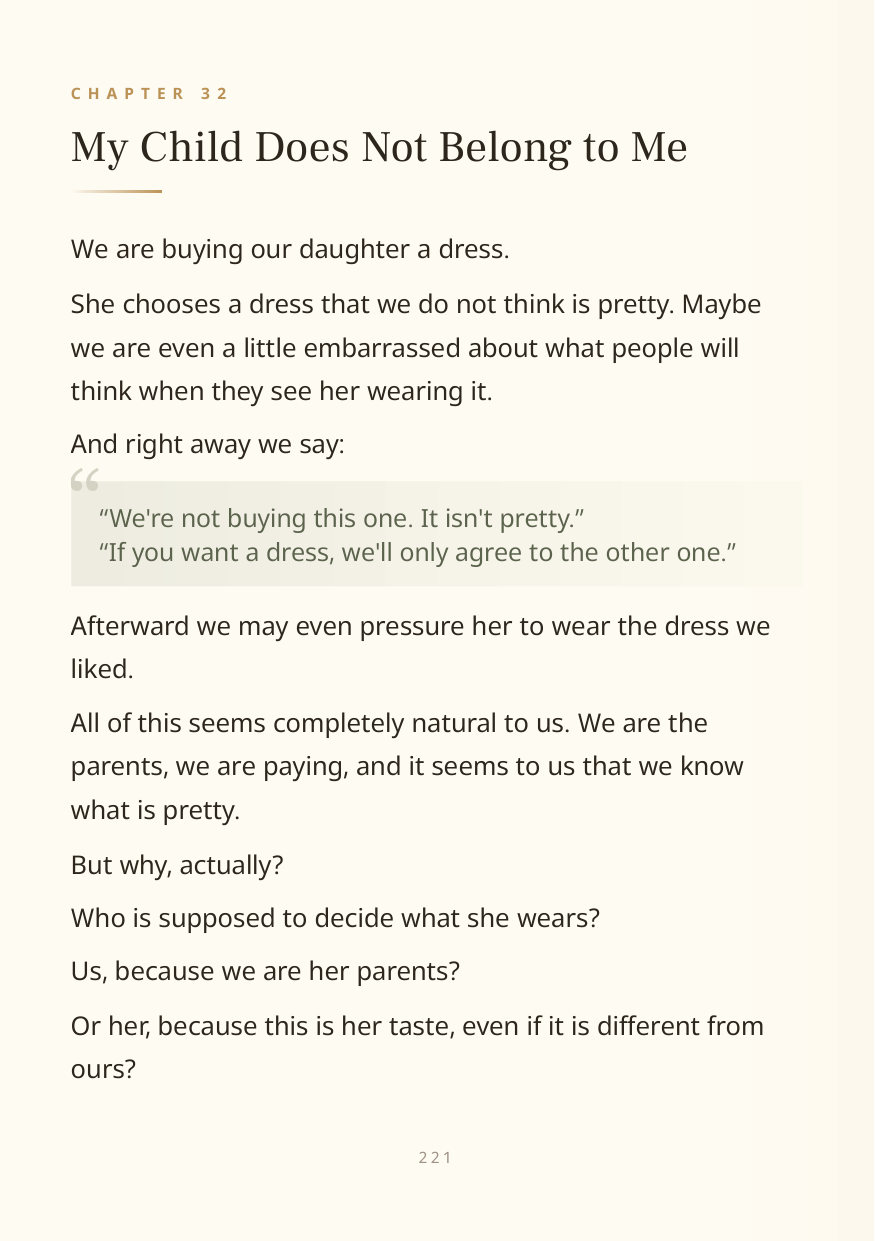 CHAPTER 32
My Child Does Not Belong to Me
We are buying our daughter a dress.
She chooses a dress that we do not think is pretty. Maybe
we are even a little embarrassed about what people will
think when they see her wearing it.
And right away we say:
“
“We're not buying this one. It isn't pretty.”
“If you want a dress, we'll only agree to the other one.”
Afterward we may even pressure her to wear the dress we
liked.
All of this seems completely natural to us. We are the
parents, we are paying, and it seems to us that we know
what is pretty.
But why, actually?
Who is supposed to decide what she wears?
Us, because we are her parents?
Or her, because this is her taste, even if it is different from
ours?
221